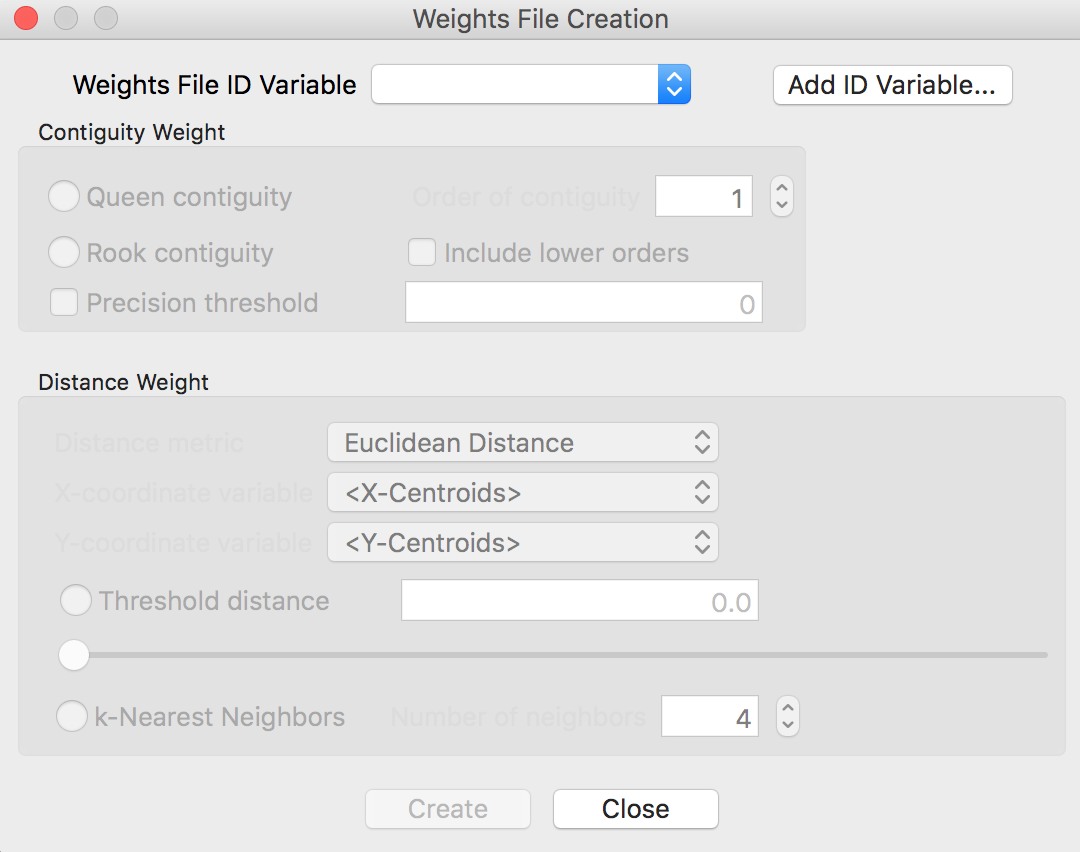 Weights File Creation
Weights File ID Variable Add ID Variable...
Contiguity Weight
Queen contiguity Order of contiguity 1
Rook contiguity Include lower orders
Precision threshold 0
Distance Weight
Distance metric Euclidean Distance
X-coordinate variable <X-Centroids>
Y-coordinate variable <Y-Centroids>
Threshold distance 0.0
k-Nearest Neighbors Number of neighbors 4
Create Close